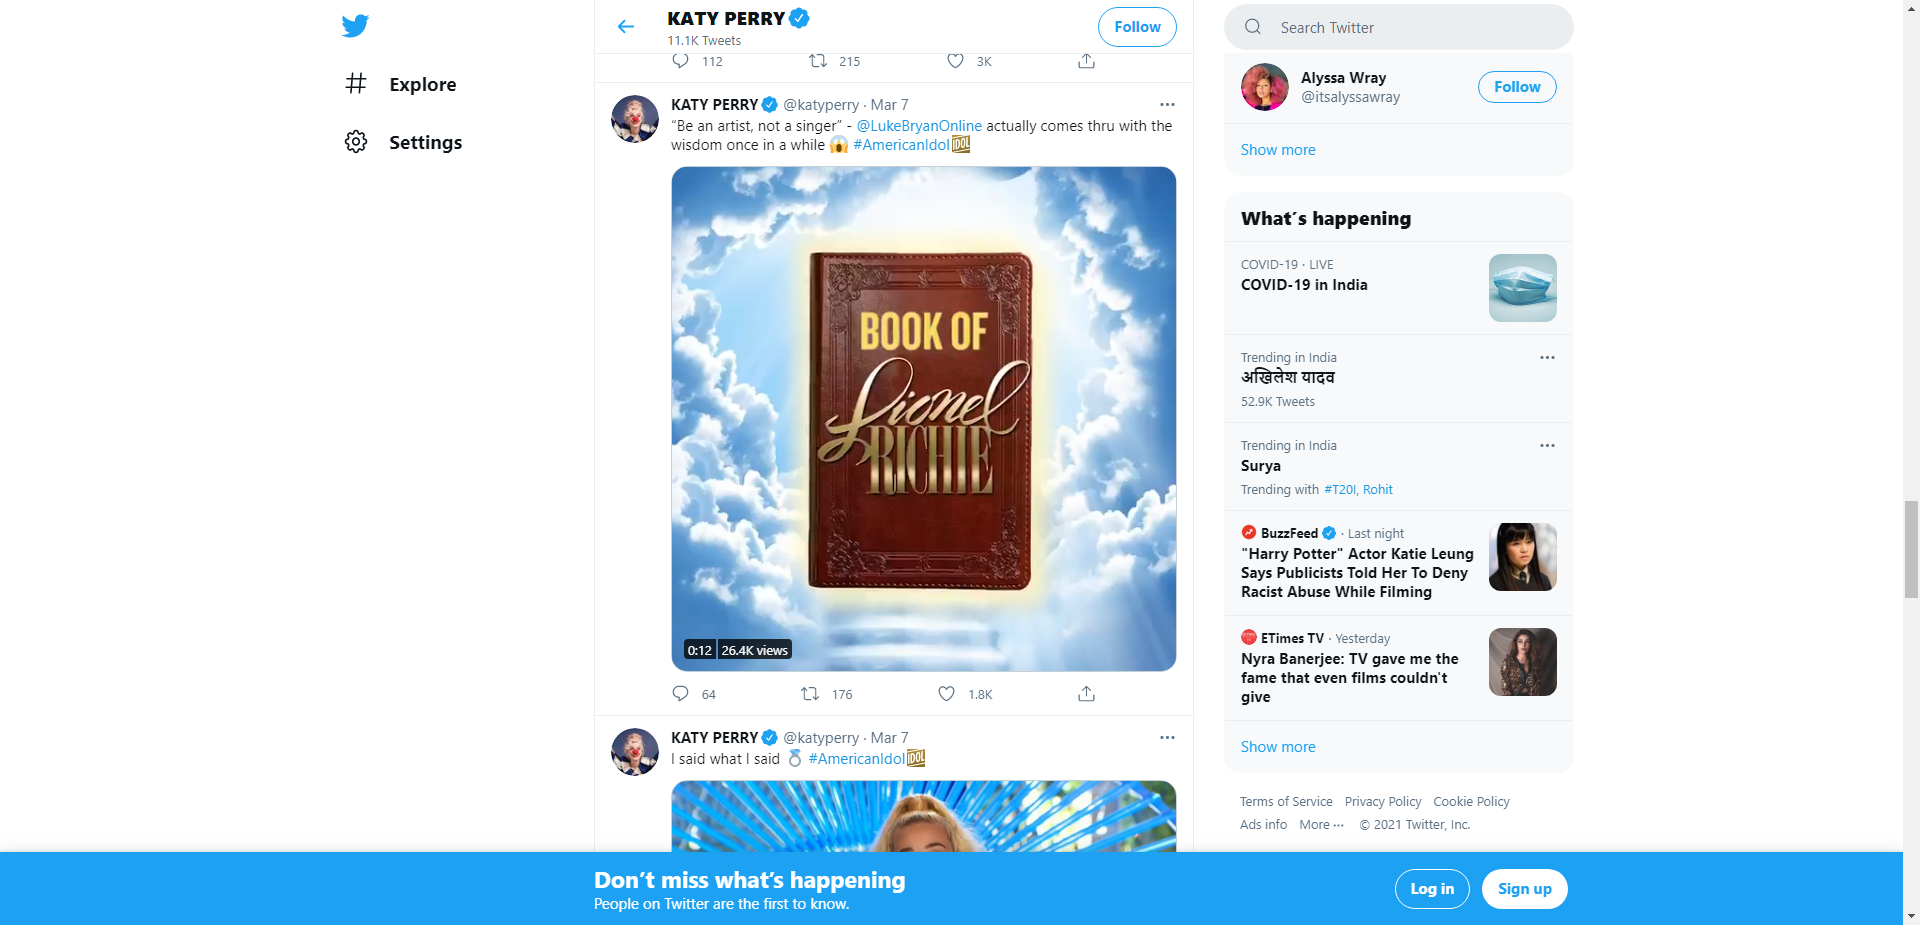 Explore
Settings
KATY PERRY
11.1K Tweets
Follow
112 215 3K
KATY PERRY @katyperry · Mar 7
“Be an artist, not a singer” - @LukeBryanOnline actually comes thru with the
wisdom once in a while 😱 #AmericanIdol IDOL
BOOK OF
Lionel
RICHIE
0:12 26.4K views
64 176 1.8K
KATY PERRY @katyperry · Mar 7
I said what I said 💍 #AmericanIdol IDOL
Search Twitter
Alyssa Wray
@itsalyssawray
Follow
Show more
What’s happening
COVID-19 · LIVE
COVID-19 in India
Trending in India
अखिलेश यादव
52.9K Tweets
Trending in India
Surya
Trending with #T20I, Rohit
BuzzFeed · Last night
"Harry Potter" Actor Katie Leung
Says Publicists Told Her To Deny
Racist Abuse While Filming
ETimes TV · Yesterday
Nyra Banerjee: TV gave me the
fame that even films couldn't
give
Show more
Terms of Service Privacy Policy Cookie Policy
Ads info More ··· © 2021 Twitter, Inc.
Don’t miss what’s happening
People on Twitter are the first to know.
Log in
Sign up